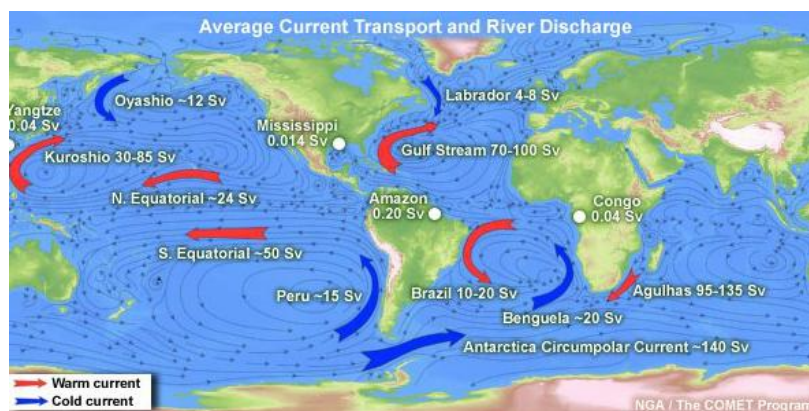 Average Current Transport and River Discharge
Oyashio ~12 Sv
Labrador 4-8 Sv
Yangtze
0.04 Sv
Mississippi
0.014 Sv
Gulf Stream 70-100 Sv
Kuroshio 30-85 Sv
N. Equatorial ~24 Sv
Amazon
0.20 Sv
Congo
0.04 Sv
S. Equatorial ~50 Sv
Peru ~15 Sv
Brazil 10-20 Sv
Agulhas 95-135 Sv
Benguela ~20 Sv
Antarctica Circumpolar Current ~140 Sv
Warm current
Cold current
NGA / The COMET Program